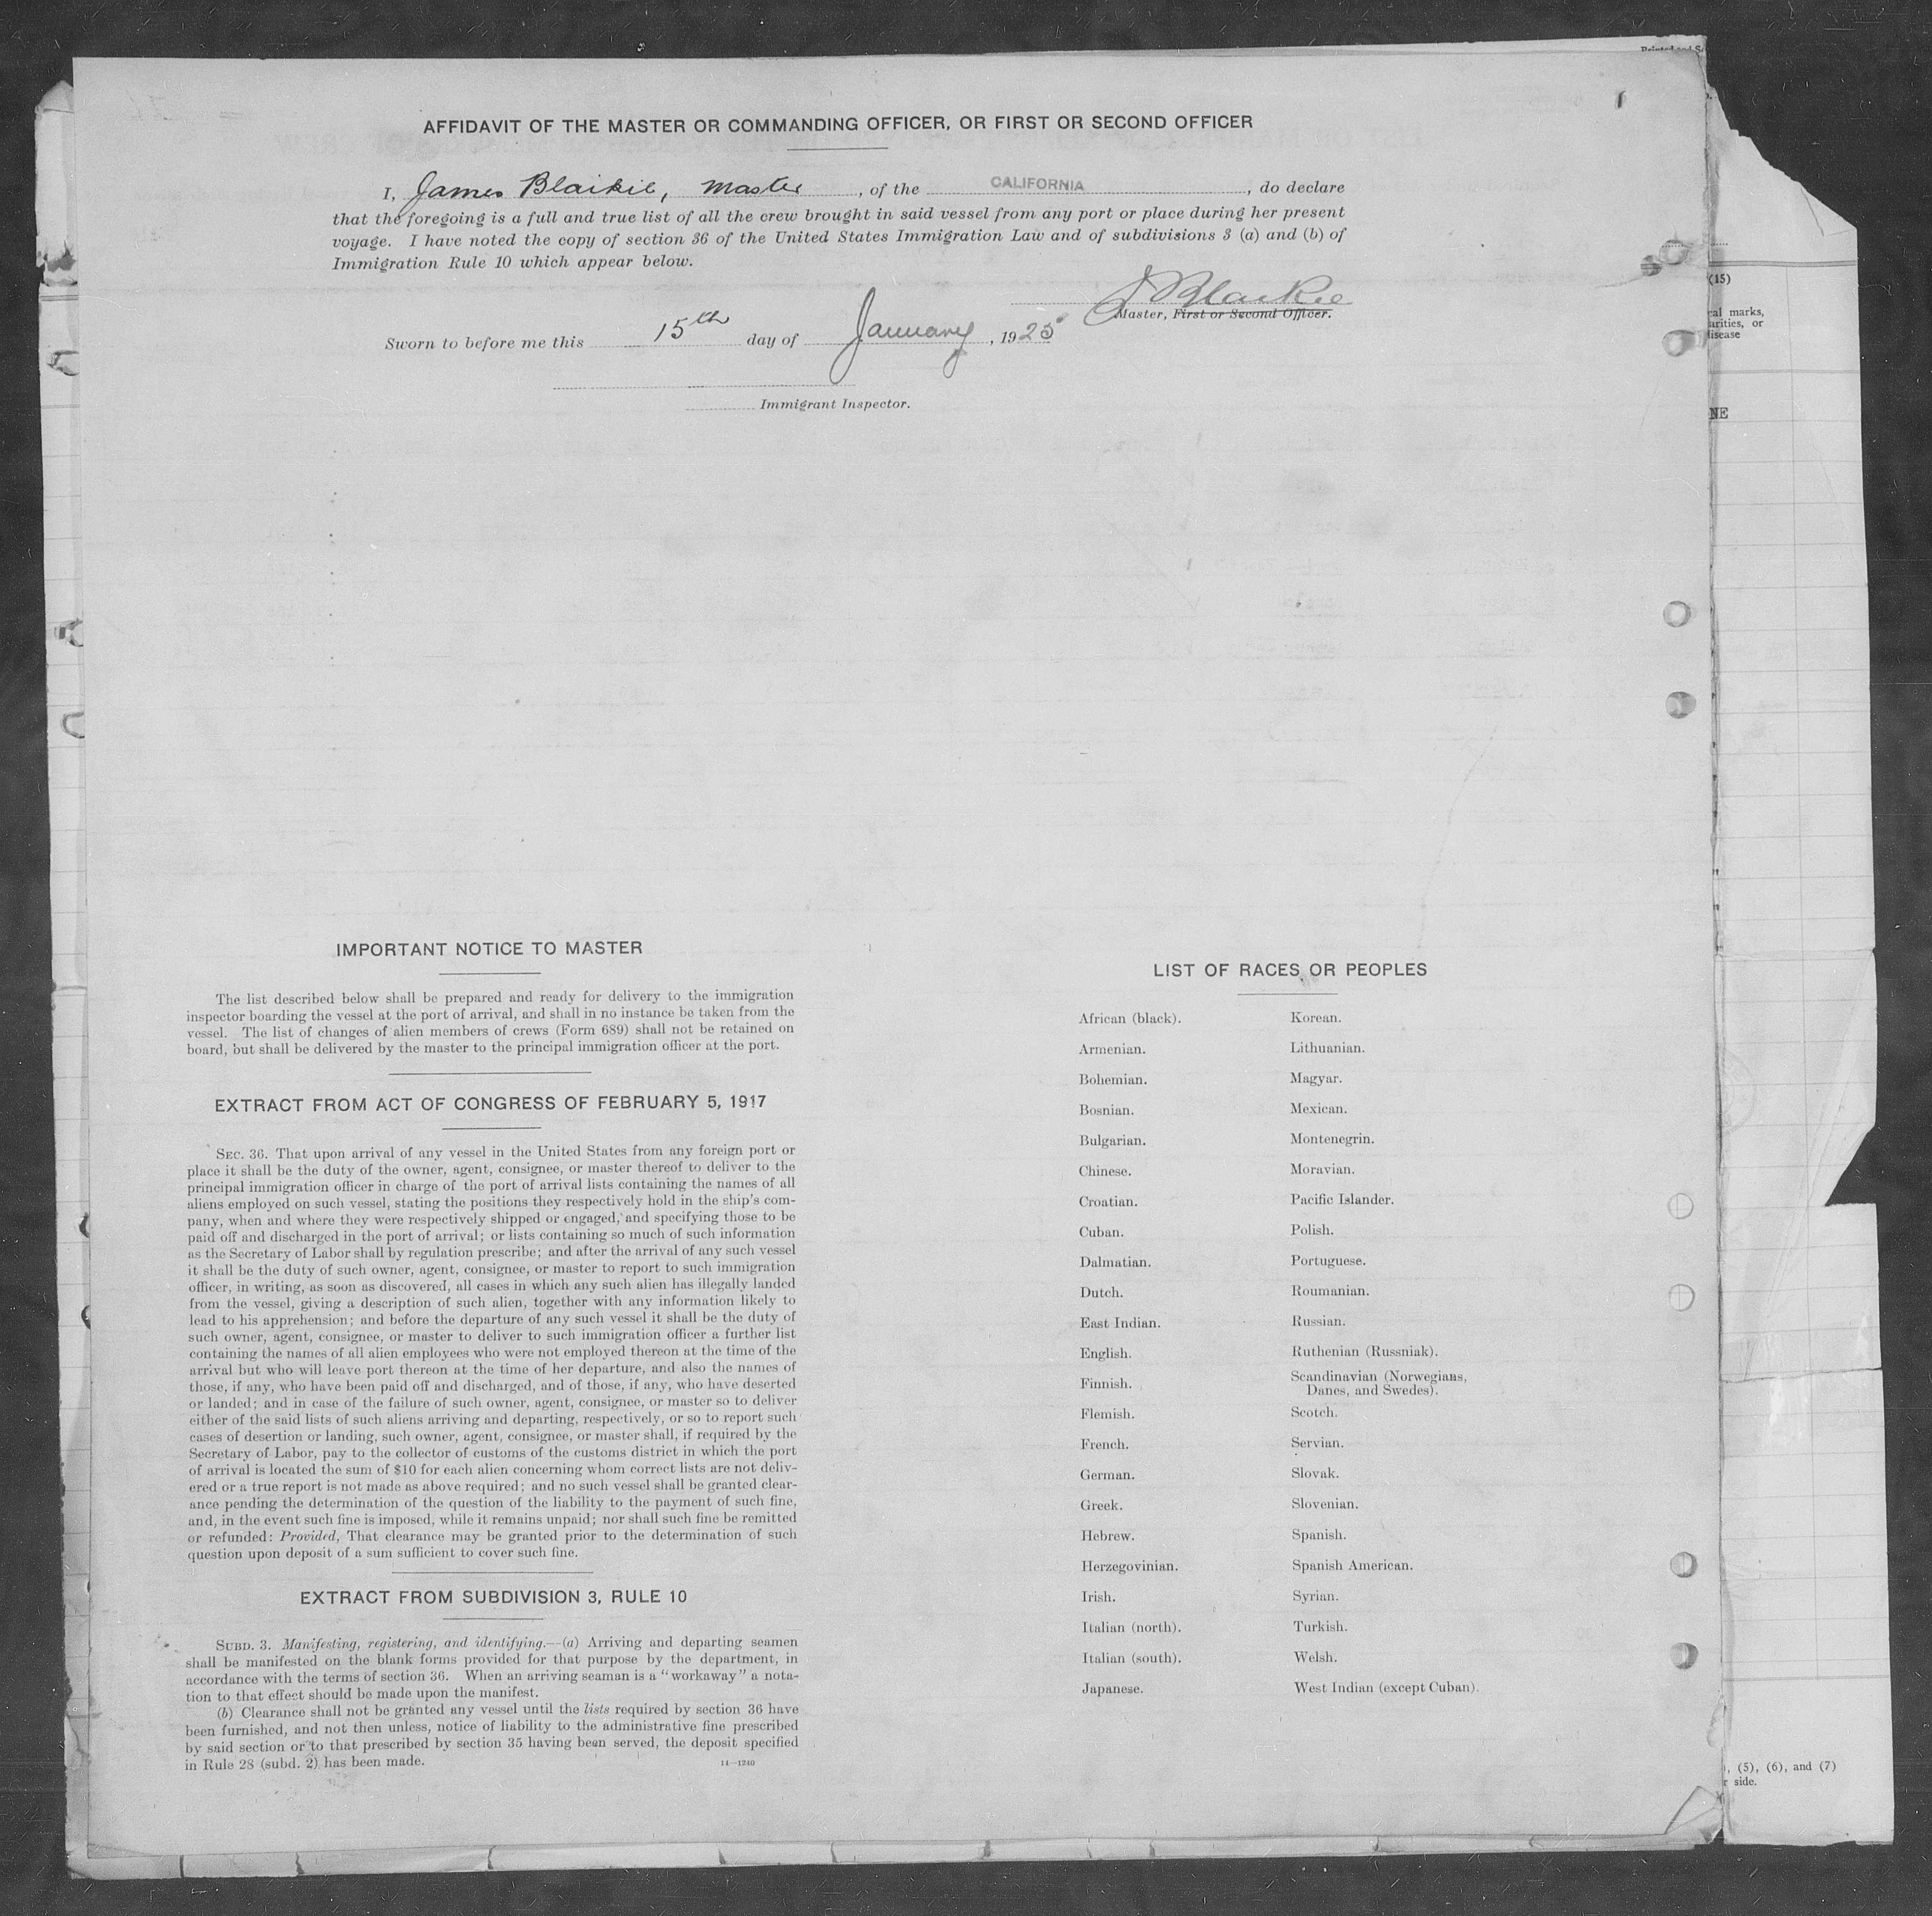 AFFIDAVIT OF THE MASTER OR COMMANDING OFFICER, OR FIRST OR SECOND OFFICER
I, James Blaikie, Master, of the CALIFORNIA, do declare
that the foregoing is a full and true list of all the crew brought in said vessel from any port or place during her present
voyage. I have noted the copy of section 36 of the United States Immigration Law and of subdivisions 3 (a) and (b) of
Immigration Rule 10 which appear below.
J Blaikie
Master, First or Second Officer.
Sworn to before me this 15th day of January, 1925
Immigrant Inspector.
IMPORTANT NOTICE TO MASTER
The list described below shall be prepared and ready for delivery to the immigration
inspector boarding the vessel at the port of arrival, and shall in no instance be taken from the
vessel. The list of changes of alien members of crews (Form 689) shall not be retained on
board, but shall be delivered by the master to the principal immigration officer at the port.
EXTRACT FROM ACT OF CONGRESS OF FEBRUARY 5, 1917
SEC. 36. That upon arrival of any vessel in the United States from any foreign port or
place it shall be the duty of the owner, agent, consignee, or master thereof to deliver to the
principal immigration officer in charge of the port of arrival lists containing the names of all
aliens employed on such vessel, stating the positions they respectively hold in the ship's com-
pany, when and where they were respectively shipped or engaged, and specifying those to be
paid off and discharged in the port of arrival; or lists containing so much of such information
as the Secretary of Labor shall by regulation prescribe; and after the arrival of any such vessel
it shall be the duty of such owner, agent, consignee, or master to report to such immigration
officer, in writing, as soon as discovered, all cases in which any such alien has illegally landed
from the vessel, giving a description of such alien, together with any information likely to
lead to his apprehension; and before the departure of any such vessel it shall be the duty of
such owner, agent, consignee, or master to deliver to such immigration officer a further list
containing the names of all alien employees who were not employed thereon at the time of the
arrival but who will leave port thereon at the time of her departure, and also the names of
those, if any, who have been paid off and discharged, and of those, if any, who have deserted
or landed; and in case of the failure of such owner, agent, consignee, or master so to deliver
either of the said lists of such aliens arriving and departing, respectively, or so to report such
cases of desertion or landing, such owner, agent, consignee, or master shall, if required by the
Secretary of Labor, pay to the collector of customs of the customs district in which the port
of arrival is located the sum of $10 for each alien concerning whom correct lists are not deliv-
ered or a true report is not made as above required; and no such vessel shall be granted clear-
ance pending the determination of the question of the liability to the payment of such fine,
and, in the event such fine is imposed, while it remains unpaid; nor shall such fine be remitted
or refunded: Provided, That clearance may be granted prior to the determination of such
question upon deposit of a sum sufficient to cover such fine.
EXTRACT FROM SUBDIVISION 3, RULE 10
SUBD. 3. Manifesting, registering, and identifying.—(a) Arriving and departing seamen
shall be manifested on the blank forms provided for that purpose by the department, in
accordance with the terms of section 36. When an arriving seaman is a "workaway" a nota-
tion to that effect should be made upon the manifest.
(b) Clearance shall not be granted any vessel until the lists required by section 36 have
been furnished, and not then unless, notice of liability to the administrative fine prescribed
by said section or to that prescribed by section 35 having been served, the deposit specified
in Rule 28 (subd. 2) has been made.
14—1240
LIST OF RACES OR PEOPLES
African (black).
Armenian.
Bohemian.
Bosnian.
Bulgarian.
Chinese.
Croatian.
Cuban.
Dalmatian.
Dutch.
East Indian.
English.
Finnish.
Flemish.
French.
German.
Greek.
Hebrew.
Herzegovinian.
Irish.
Italian (north).
Italian (south).
Japanese.
Korean.
Lithuanian.
Magyar.
Mexican.
Montenegrin.
Moravian.
Pacific Islander.
Polish.
Portuguese.
Roumanian.
Russian.
Ruthenian (Russniak).
Scandinavian (Norwegians,
Danes, and Swedes).
Scotch.
Servian.
Slovak.
Slovenian.
Spanish.
Spanish American.
Syrian.
Turkish.
Welsh.
West Indian (except Cuban).
(15)
marks,
or
NE
(5), (6), and (7)
side.